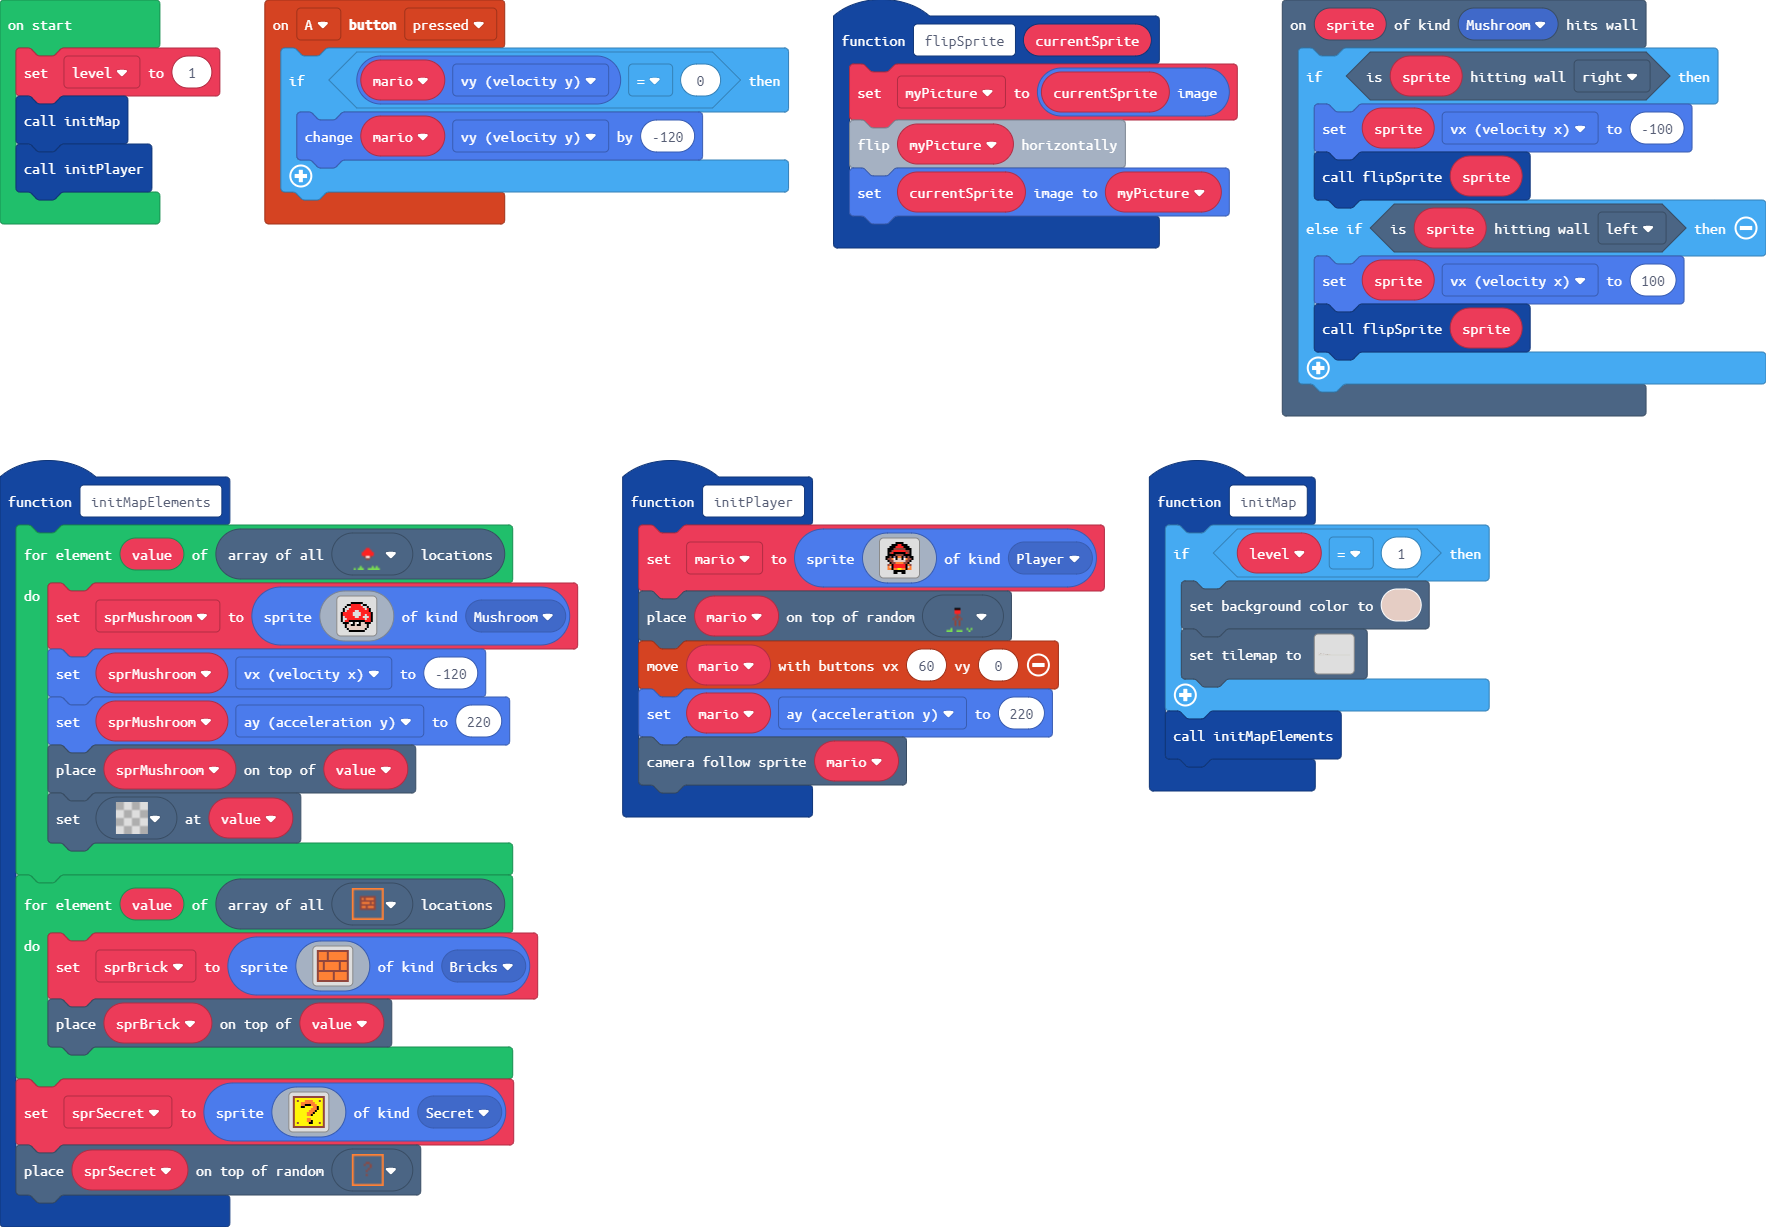 on start
set level to 1
call initMap
call initPlayer
on A button pressed
if mario vy (velocity y) = 0 then
change mario vy (velocity y) by -120
function flipSprite currentSprite
set myPicture to currentSprite image
flip myPicture horizontally
set currentSprite image to myPicture
on sprite of kind Mushroom hits wall
if is sprite hitting wall right then
set sprite vx (velocity x) to -100
call flipSprite sprite
else if is sprite hitting wall left then
set sprite vx (velocity x) to 100
call flipSprite sprite
function initMapElements
for element value of array of all locations
do
set sprMushroom to sprite of kind Mushroom
set sprMushroom vx (velocity x) to -120
set sprMushroom ay (acceleration y) to 220
place sprMushroom on top of value
set at value
for element value of array of all locations
do
set sprBrick to sprite of kind Bricks
place sprBrick on top of value
set sprSecret to sprite ? of kind Secret
place sprSecret on top of random ?
function initPlayer
set mario to sprite of kind Player
place mario on top of random
move mario with buttons vx 60 vy 0
set mario ay (acceleration y) to 220
camera follow sprite mario
function initMap
if level = 1 then
set background color to
set tilemap to
call initMapElements